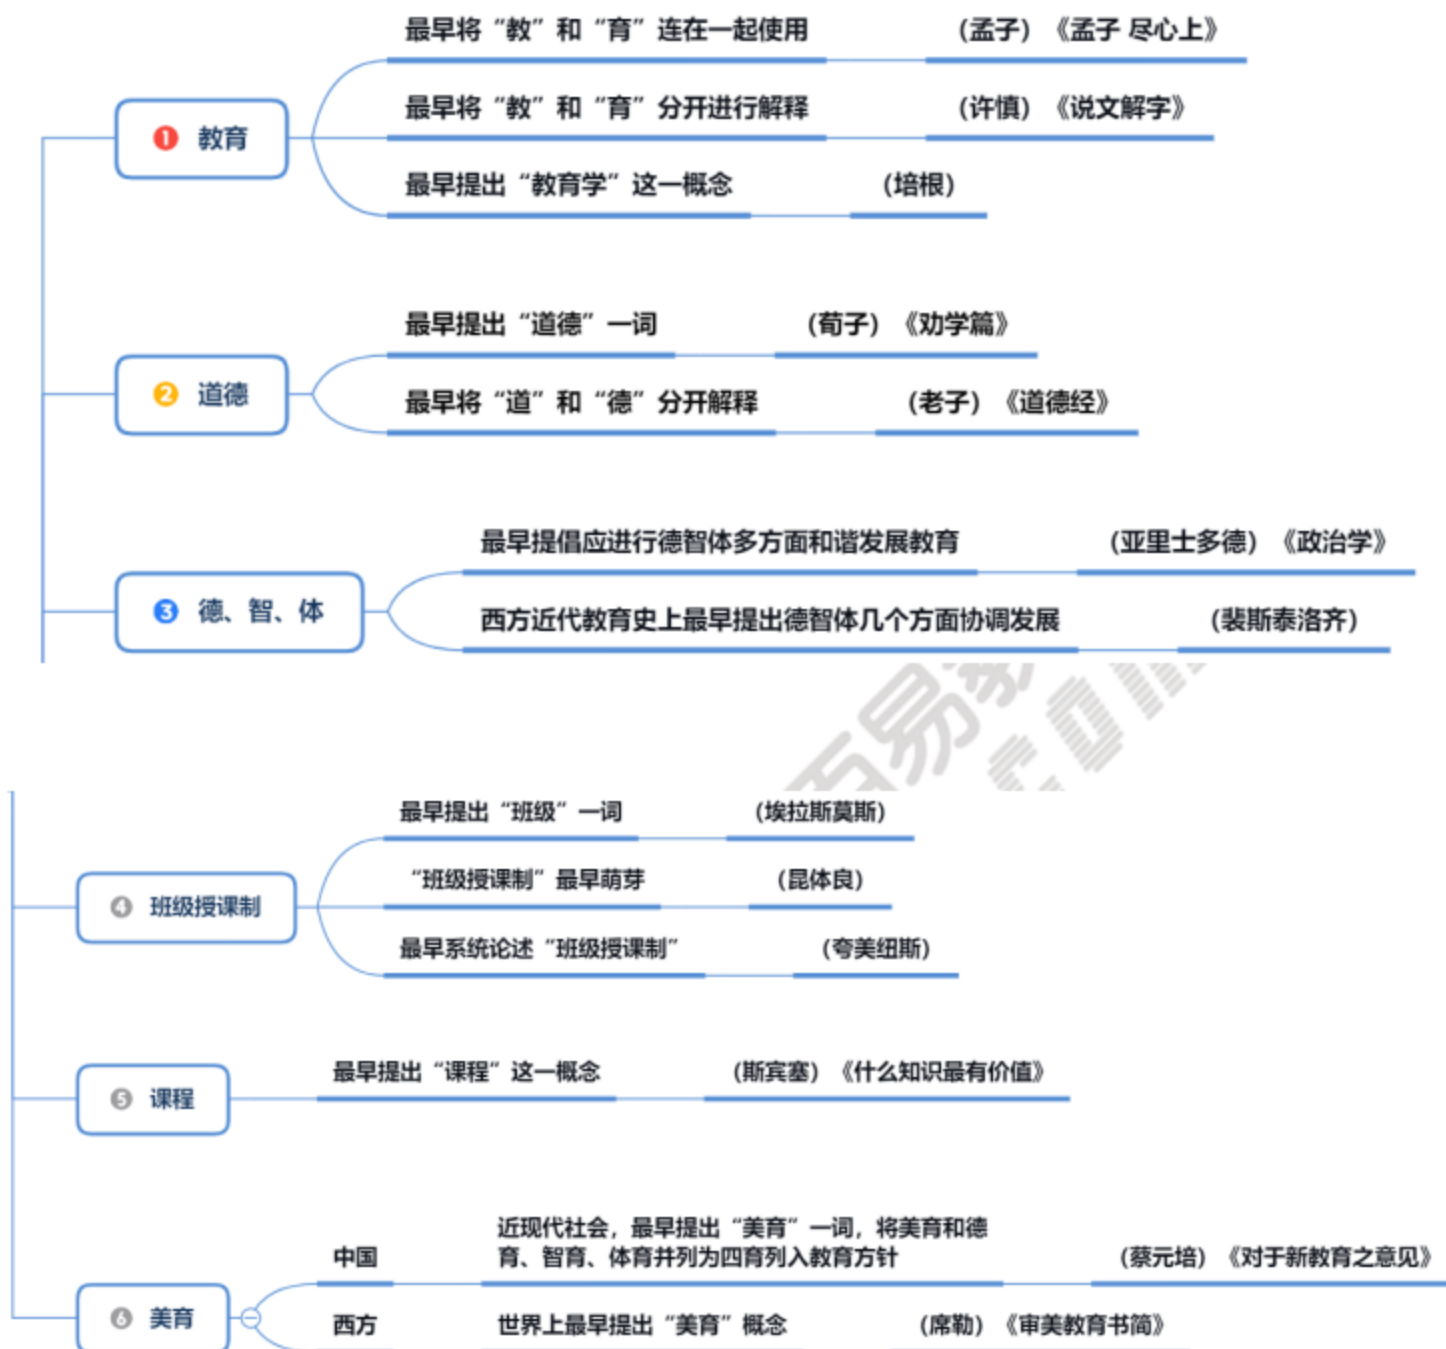 最早将“教”和“育”连在一起使用 （孟子）《孟子 尽心上》
❶ 教育 最早将“教”和“育”分开进行解释 （许慎）《说文解字》
最早提出“教育学”这一概念 （培根）
最早提出“道德”一词 （荀子）《劝学篇》
❷ 道德
最早将“道”和“德”分开解释 （老子）《道德经》
最早提倡应进行德智体多方面和谐发展教育 （亚里士多德）《政治学》
❸ 德、智、体
西方近代教育史上最早提出德智体几个方面协调发展 （裴斯泰洛齐）
百易教
COM
最早提出“班级”一词 （埃拉斯莫斯）
“班级授课制”最早萌芽 （昆体良）
❹ 班级授课制
最早系统论述“班级授课制” （夸美纽斯）
最早提出“课程”这一概念 （斯宾塞）《什么知识最有价值》
❺ 课程
近现代社会，最早提出“美育”一词，将美育和德
中国 育、智育、体育并列为四育列入教育方针 （蔡元培）《对于新教育之意见》
❻ 美育
西方 世界上最早提出“美育”概念 （席勒）《审美教育书简》